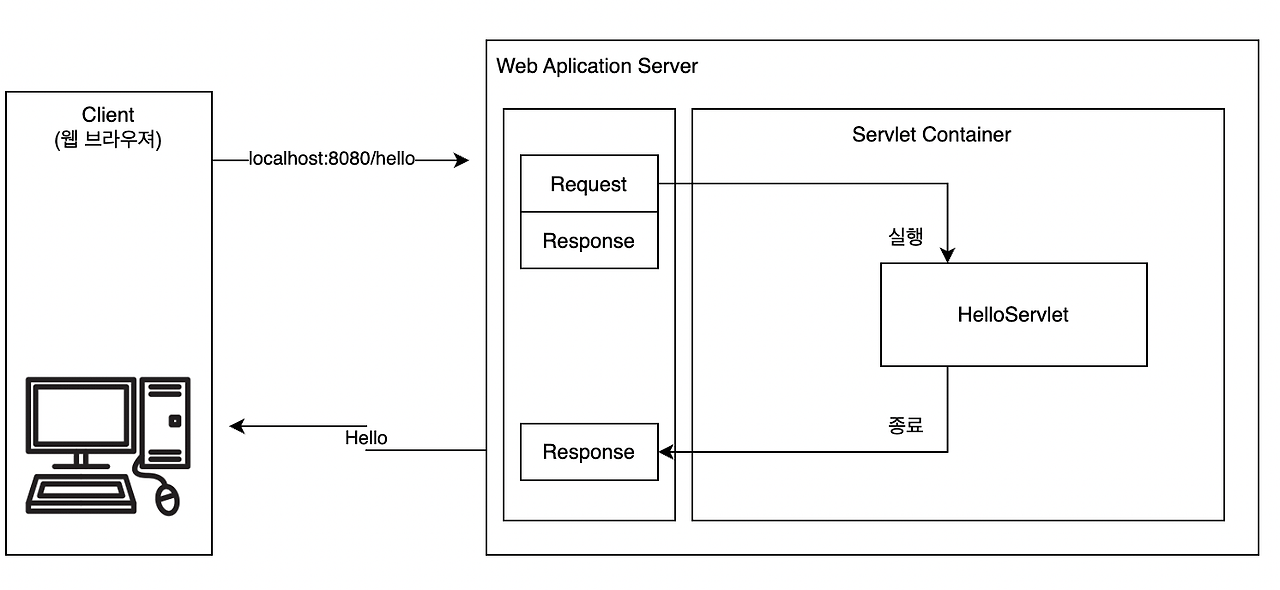 Client
(웹 브라우져)
localhost:8080/hello
Hello
Web Aplication Server
Request
Response
Response
Servlet Container
실행
HelloServlet
종료